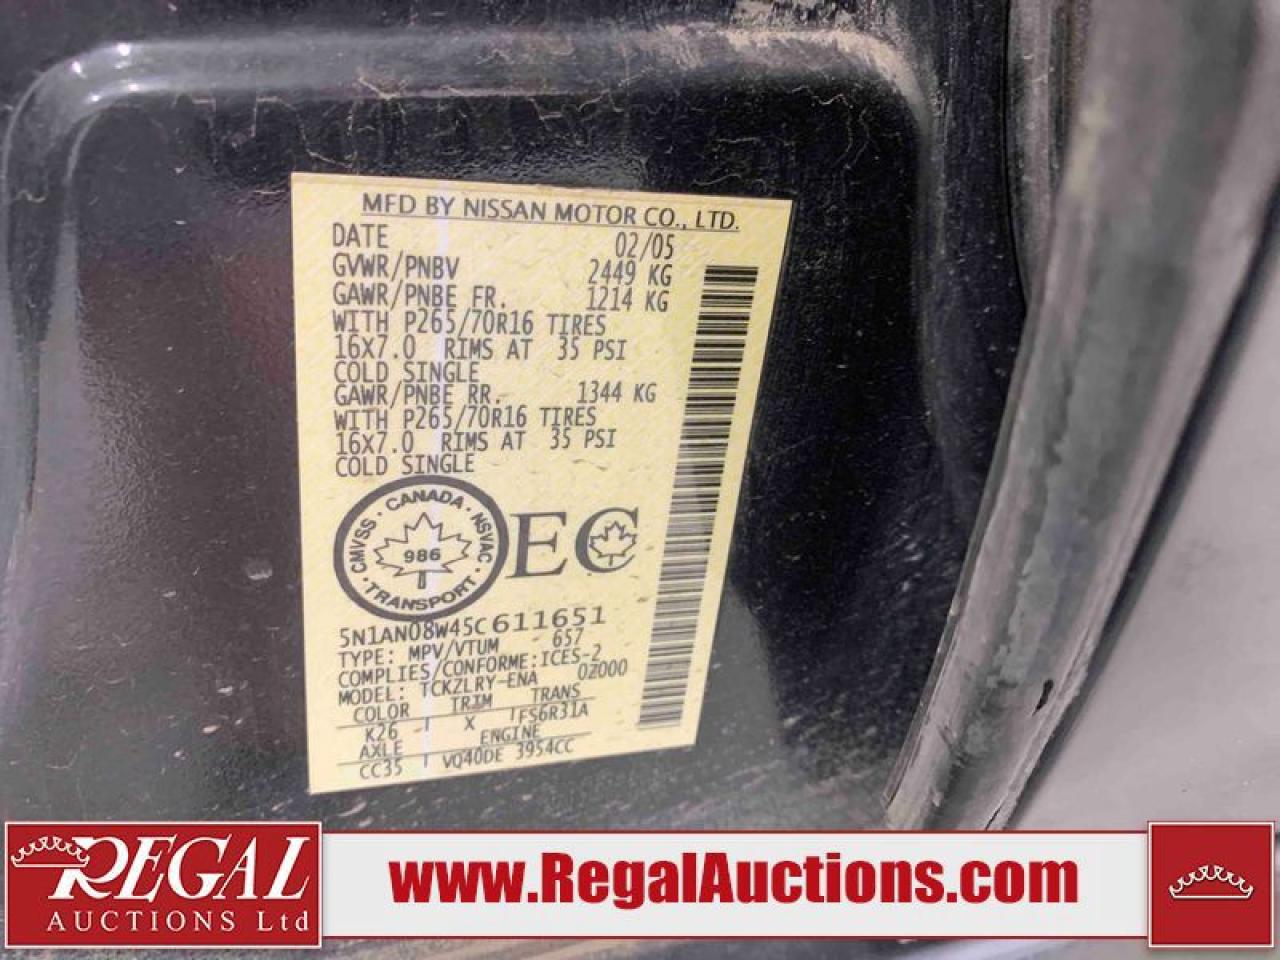 MFD BY NISSAN MOTOR CO., LTD.
DATE 02/05
GVWR/PNBV 2449 KG
GAWR/PNBE FR. 1214 KG
WITH P265/70R16 TIRES
16X7.0 RIMS AT 35 PSI
COLD SINGLE
GAWR/PNBE RR. 1344 KG
WITH P265/70R16 TIRES
16X7.0 RIMS AT 35 PSI
COLD SINGLE
CMVSS · CANADA · NSVAC · TRANSPORT ·
986
EC
5N1AN08W45C611651
TYPE: MPV/VTUM 657
COMPLIES/CONFORME:ICES-2
MODEL: TCKZLRY-ENA 02000
COLOR TRIM TRANS
K26 X FS6R31A
AXLE ENGINE
CC35 VQ40DE 3954CC
REGAL
AUCTIONS Ltd
www.RegalAuctions.com